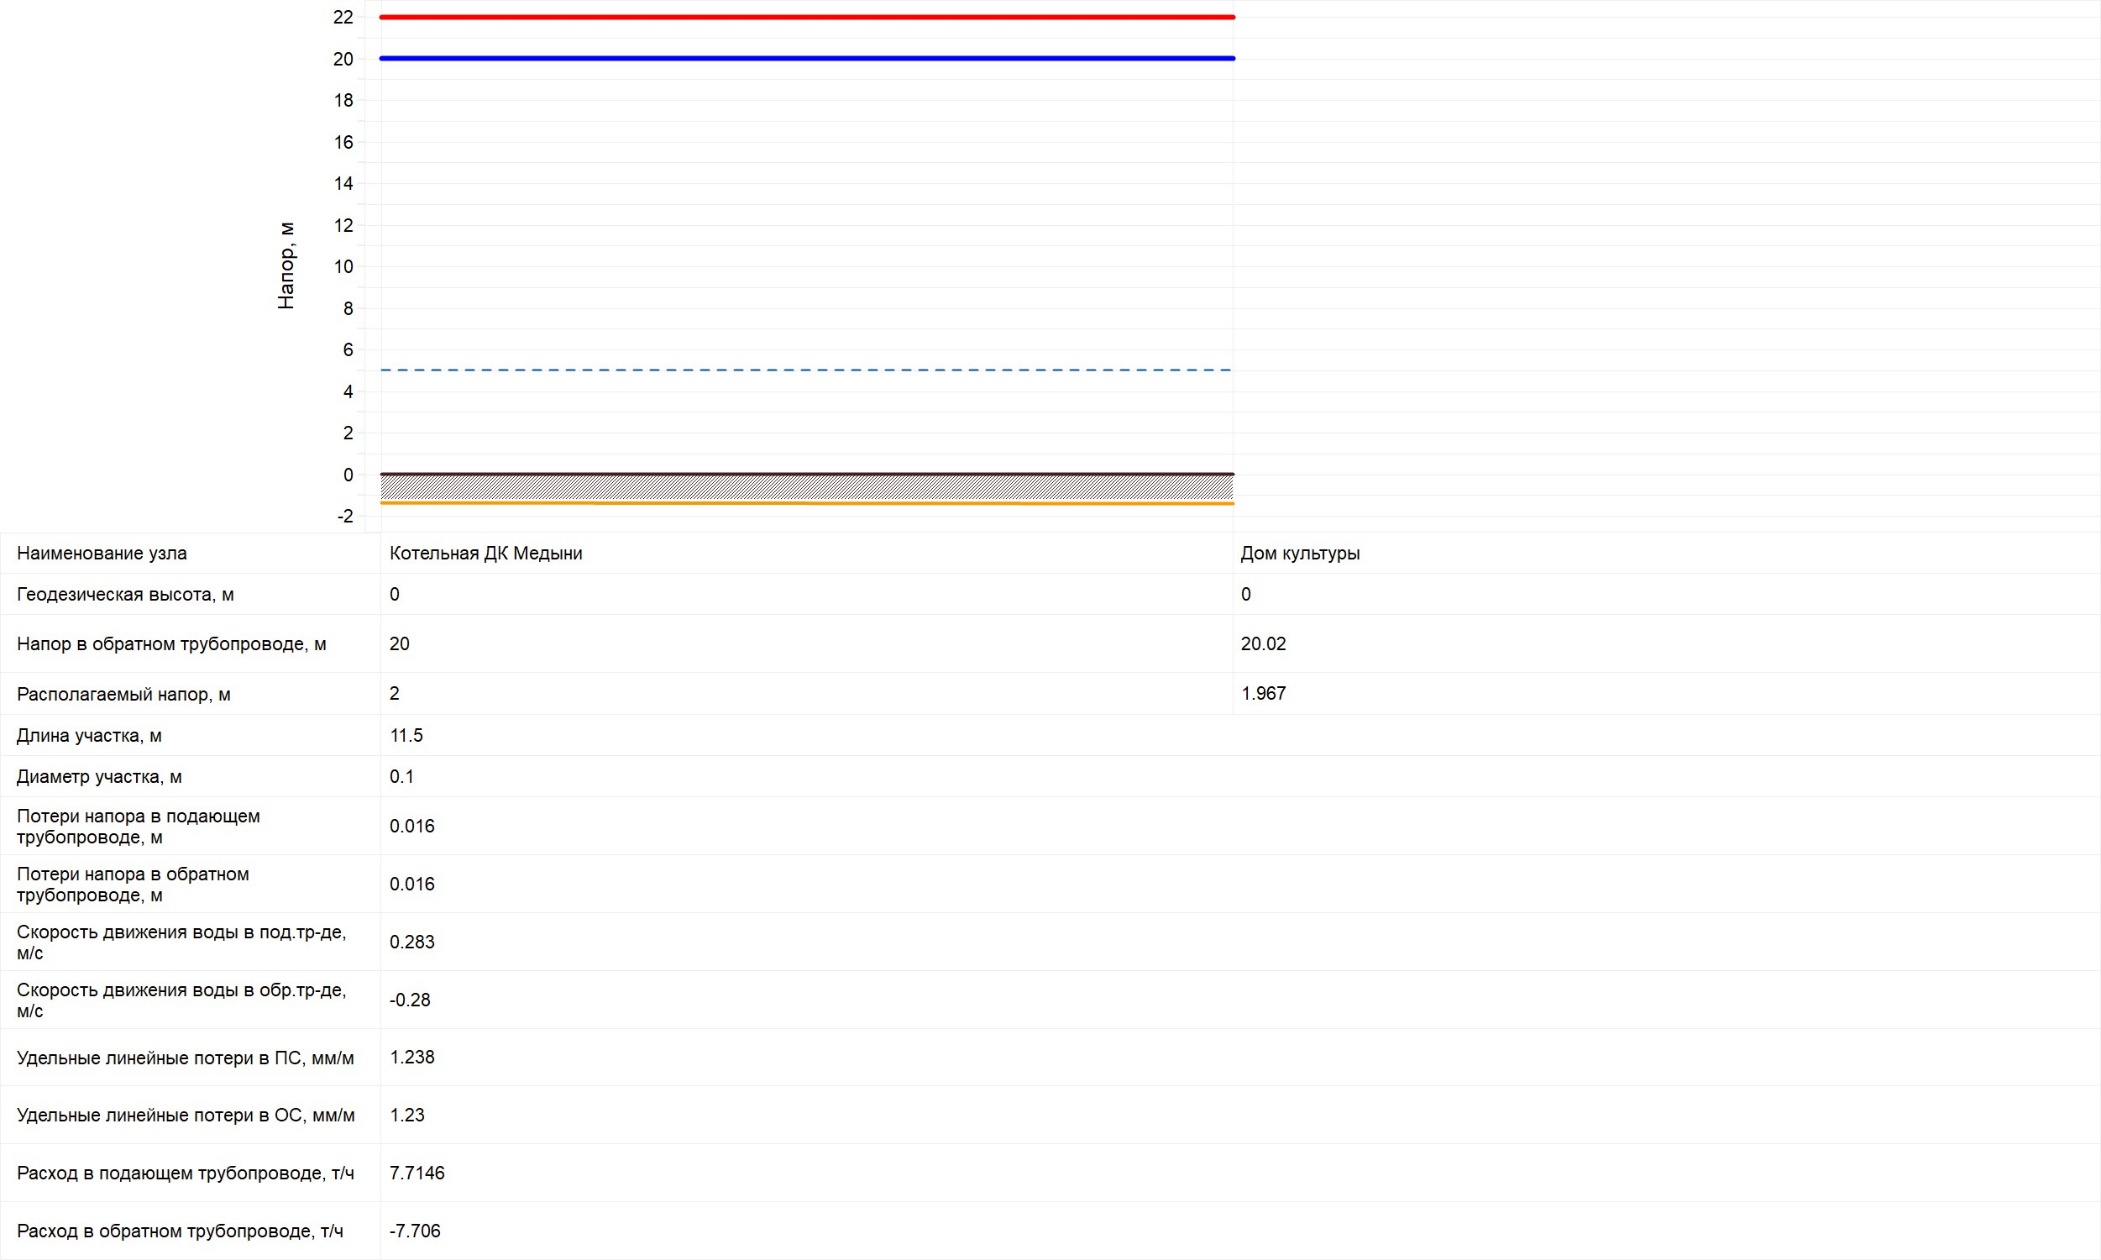 22
20
18
16
14
12
10
8
6
4
2
0
-2
Напор, м
Наименование узла Котельная ДК Медыни Дом культуры
Геодезическая высота, м 0 0
Напор в обратном трубопроводе, м 20 20.02
Располагаемый напор, м 2 1.967
Длина участка, м 11.5
Диаметр участка, м 0.1
Потери напора в подающем
трубопроводе, м 0.016
Потери напора в обратном
трубопроводе, м 0.016
Скорость движения воды в под.тр-де,
м/с 0.283
Скорость движения воды в обр.тр-де,
м/с -0.28
Удельные линейные потери в ПС, мм/м 1.238
Удельные линейные потери в ОС, мм/м 1.23
Расход в подающем трубопроводе, т/ч 7.7146
Расход в обратном трубопроводе, т/ч -7.706